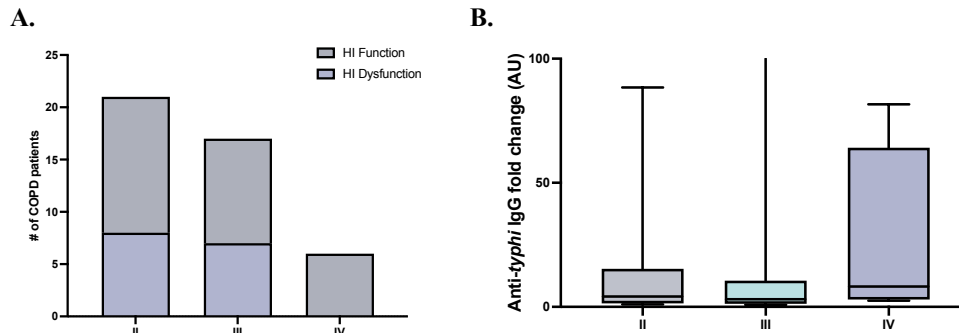 A.
B.
25
20
15
10
5
0
# of COPD patients
HI Function
HI Dysfunction
II
III
IV
100
50
0
Anti-typhi IgG fold change (AU)
II
III
IV